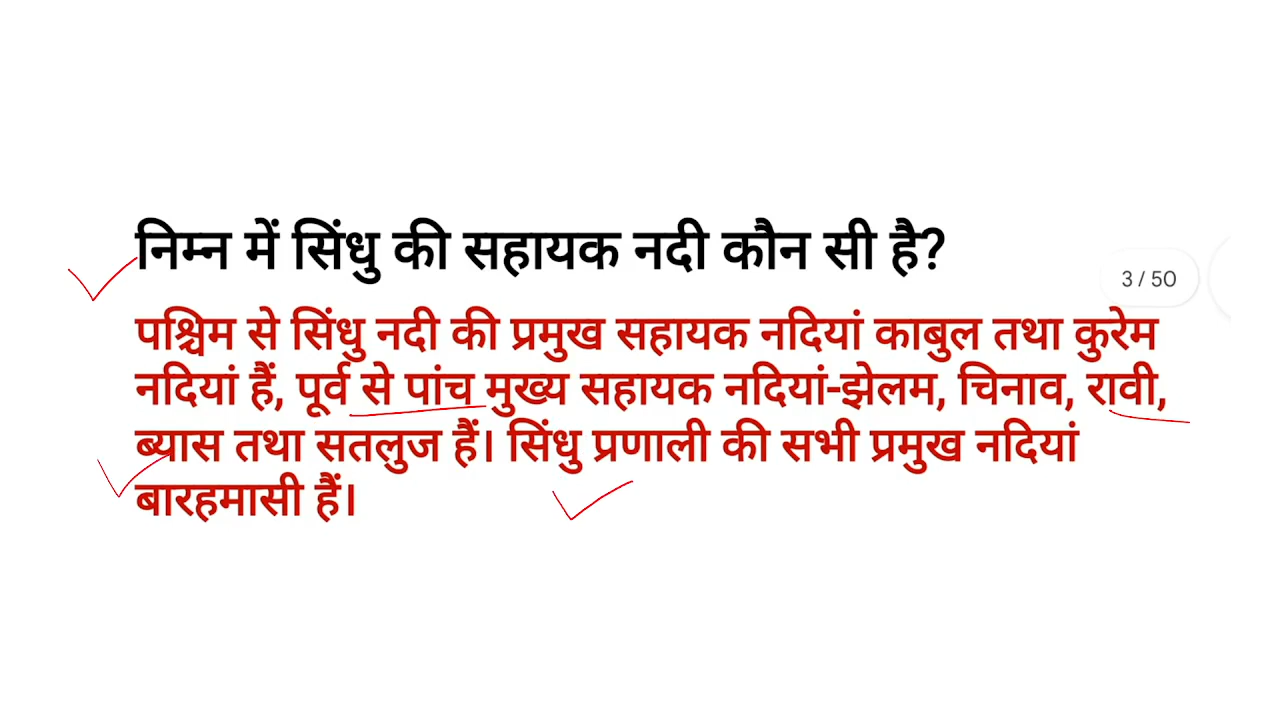 निम्न में सिंधु की सहायक नदी कौन सी है?
3 / 50
पश्चिम से सिंधु नदी की प्रमुख सहायक नदियां काबुल तथा कुरेम
नदियां हैं, पूर्व से पांच मुख्य सहायक नदियां-झेलम, चिनाव, रावी,
ब्यास तथा सतलुज हैं। सिंधु प्रणाली की सभी प्रमुख नदियां
बारहमासी हैं।